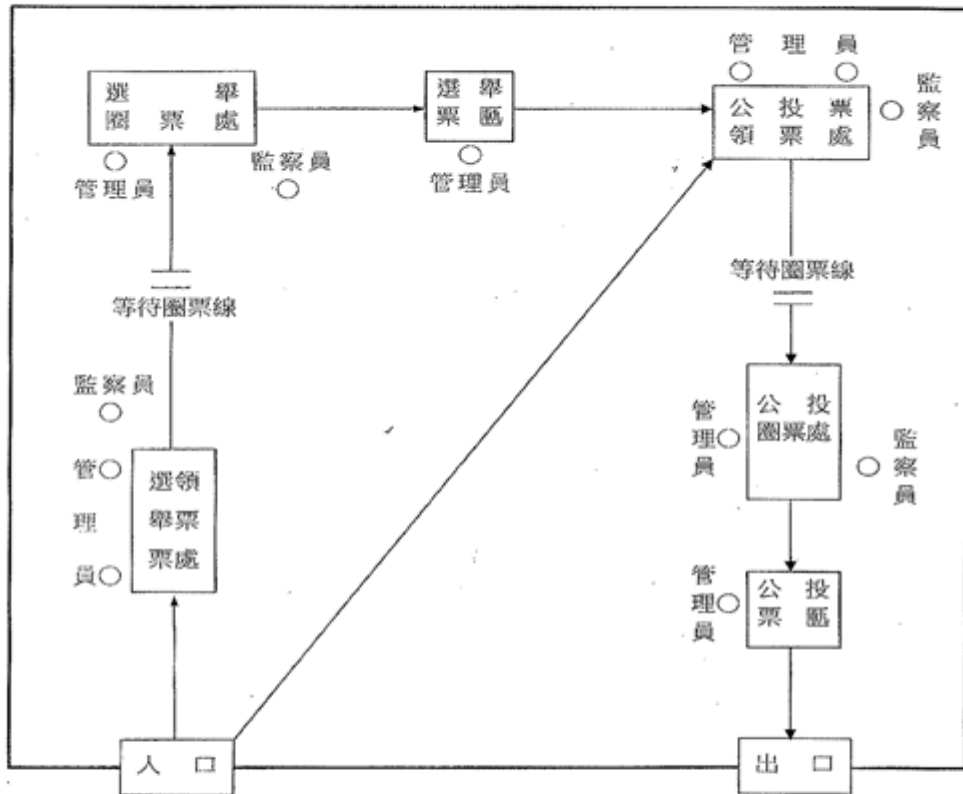 管理員
監察員
選舉
圈票處
選舉
票匭
公投票
領票處
管理員
監察員
管理員
等待圈票線
等待圈票線
監察員
公投
圈票處
管理員
監察員
管理員
選舉票
領票處
公投
票匭
管理員
入口
出口